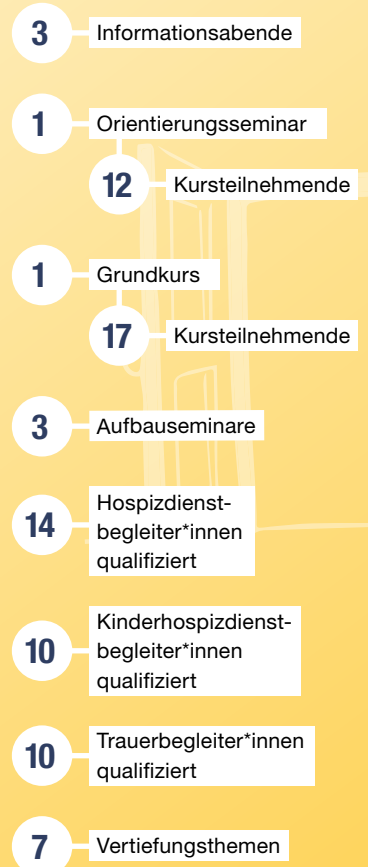 3 Informationsabende
1 Orientierungsseminar
12 Kursteilnehmende
1 Grundkurs
17 Kursteilnehmende
3 Aufbauseminare
14 Hospizdienst-
begleiter*innen
qualifiziert
10 Kinderhospizdienst-
begleiter*innen
qualifiziert
10 Trauerbegleiter*innen
qualifiziert
7 Vertiefungsthemen